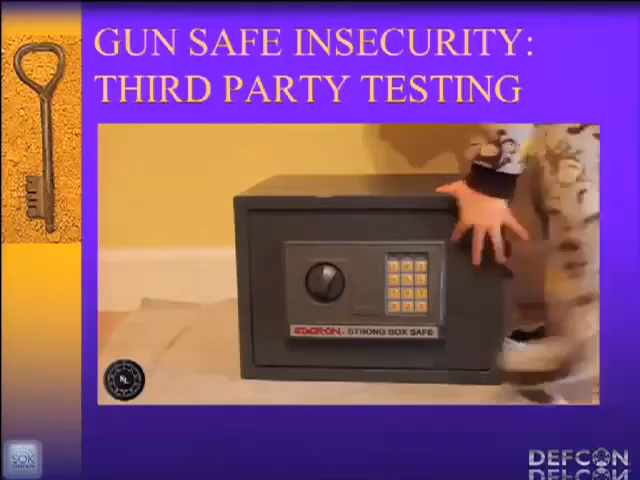 GUN SAFE INSECURITY:
THIRD PARTY TESTING
STRONG BOX SAFE
DEFCON